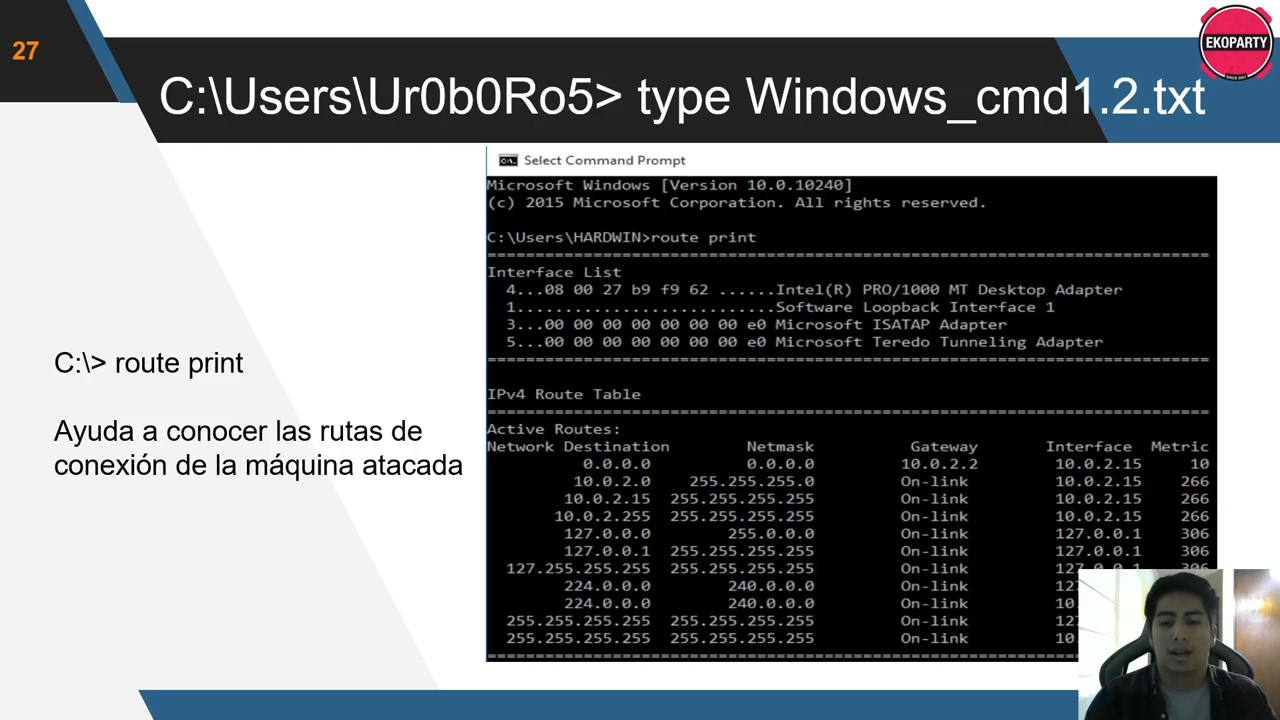 27
EKOPARTY
SINCE 2001
C:\Users\Ur0b0Ro5> type Windows_cmd1.2.txt
C:\> route print
Ayuda a conocer las rutas de
conexión de la máquina atacada
Select Command Prompt
Microsoft Windows [Version 10.0.10240]
(c) 2015 Microsoft Corporation. All rights reserved.
C:\Users\HARDWIN>route print
===========================================================================
Interface List
4...08 00 27 b9 f9 62 ......Intel(R) PRO/1000 MT Desktop Adapter
1...........................Software Loopback Interface 1
3...00 00 00 00 00 00 00 e0 Microsoft ISATAP Adapter
5...00 00 00 00 00 00 00 e0 Microsoft Teredo Tunneling Adapter
===========================================================================
IPv4 Route Table
===========================================================================
Active Routes:
Network Destination Netmask Gateway Interface Metric
0.0.0.0 0.0.0.0 10.0.2.2 10.0.2.15 10
10.0.2.0 255.255.255.0 On-link 10.0.2.15 266
10.0.2.15 255.255.255.255 On-link 10.0.2.15 266
10.0.2.255 255.255.255.255 On-link 10.0.2.15 266
127.0.0.0 255.0.0.0 On-link 127.0.0.1 306
127.0.0.1 255.255.255.255 On-link 127.0.0.1 306
127.255.255.255 255.255.255.255 On-link 127.0.0.1 306
224.0.0.0 240.0.0.0 On-link 127
224.0.0.0 240.0.0.0 On-link 10.
255.255.255.255 255.255.255.255 On-link 127
255.255.255.255 255.255.255.255 On-link 10.
===========================================================================